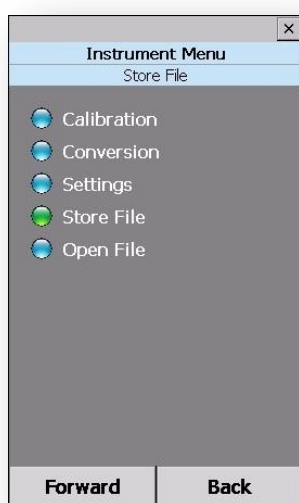 Instrument Menu
Store File
Calibration
Conversion
Settings
Store File
Open File
Forward Back